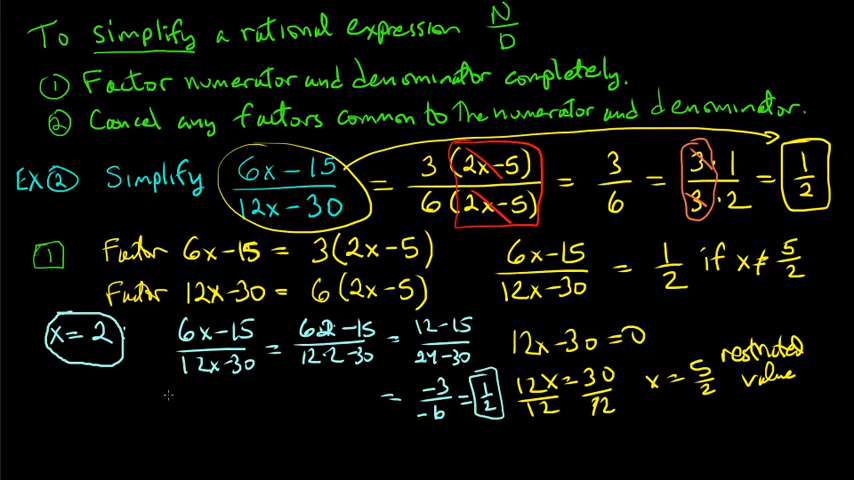 To simplify a rational expression N/D
① Factor numerator and denominator completely.
② Cancel any factors common to the numerator and denominator.
EX ② Simplify (6x-15)/(12x-30) = 3(2x-5)/6(2x-5) = 3/6 = 3·1/3·2 = 1/2
1 Factor 6x-15 = 3(2x-5)
Factor 12x-30 = 6(2x-5)
(6x-15)/(12x-30) = 1/2 if x≠5/2
x=2 (6x-15)/(12x-30) = (6·2-15)/(12·2-30) = (12-15)/(24-30)
= -3/-6 = 1/2
12x-30=0
12x/12 = 30/12 x = 5/2 restricted value